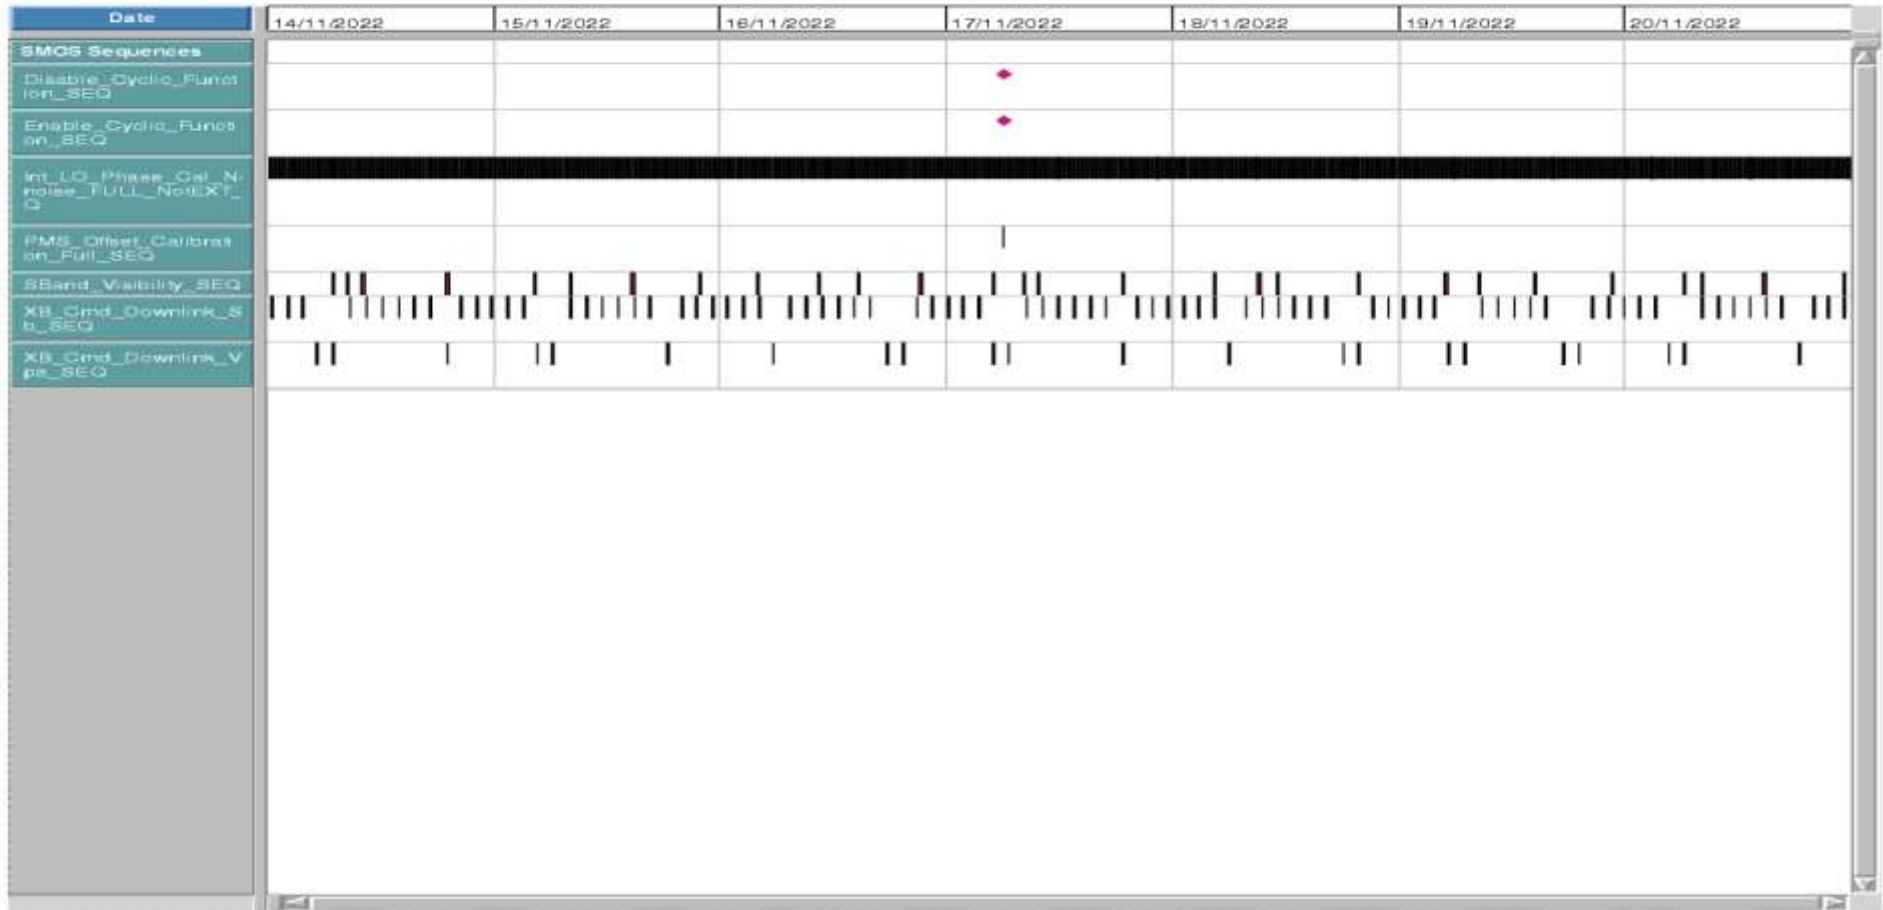 Date
14/11/2022 15/11/2022 16/11/2022 17/11/2022 18/11/2022 19/11/2022 20/11/2022
SMOS Sequences
Disable_Cyclic_Funct
ion_SEQ
Enable_Cyclic_Functi
on_SEQ
Int_LO_Phase_Cal_N
noise_FULL_NotEXT_
Q
PMS_Offset_Calibrati
on_Full_SEQ
SBand_Visibility_SEQ
XB_Cmd_Downlink_S
b_SEQ
XB_Cmd_Downlink_V
pa_SEQ